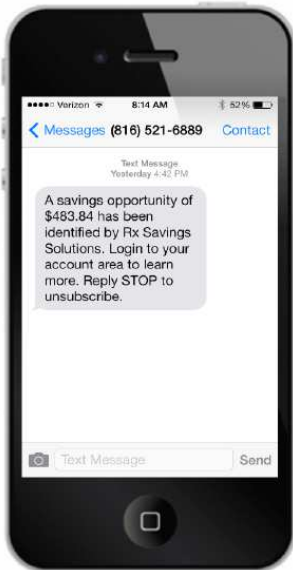 Verizon 8:14 AM 52%
Messages (816) 521-6889 Contact
Text Message
Yesterday 4:42 PM
A savings opportunity of
$483.84 has been
identified by Rx Savings
Solutions. Login to your
account area to learn
more. Reply STOP to
unsubscribe.
Text Message Send